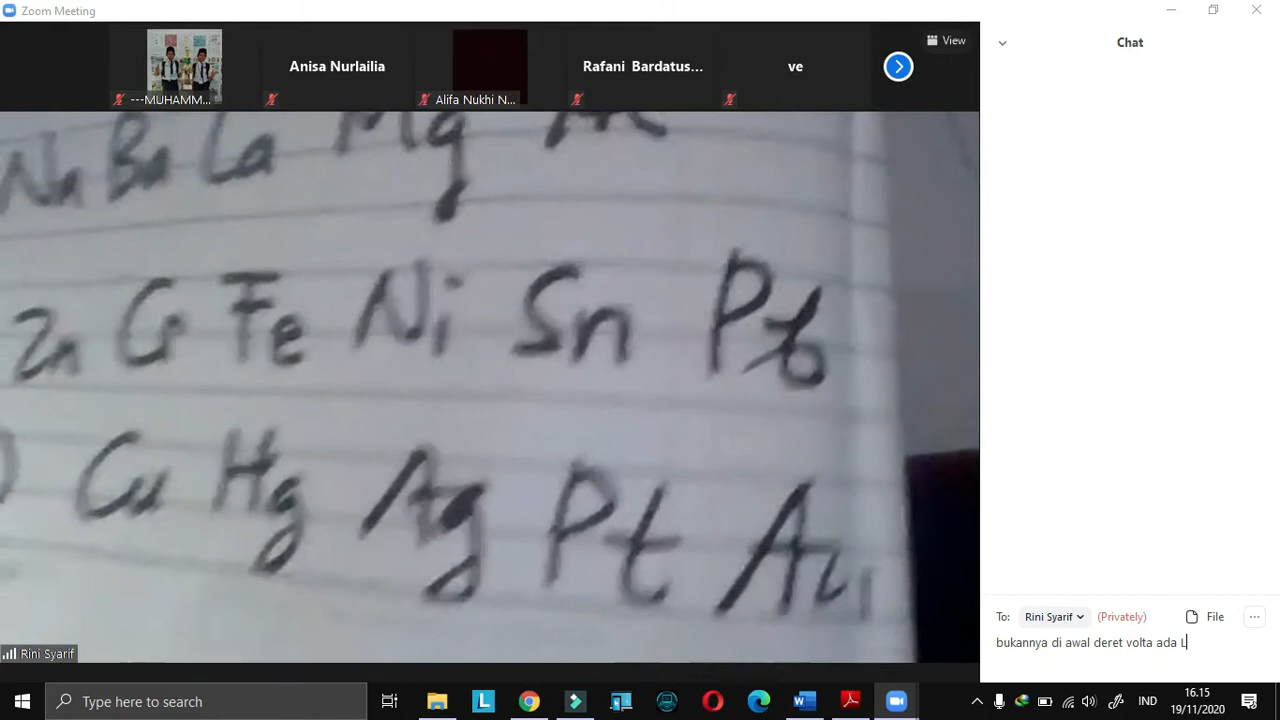 Zoom Meeting
Chat
View
---MUHAMM...
Anisa Nurlailia
Alifa Nukhi N...
Rafani Bardatus...
ve
Na Ba Ca Mg
Zn Cr Fe Ni Sn Pb
) Cu Hg Ag Pt Au
Rini Syarif
To: Rini Syarif (Privately) File ...
bukannya di awal deret volta ada L
Type here to search
IND
16.15
19/11/2020